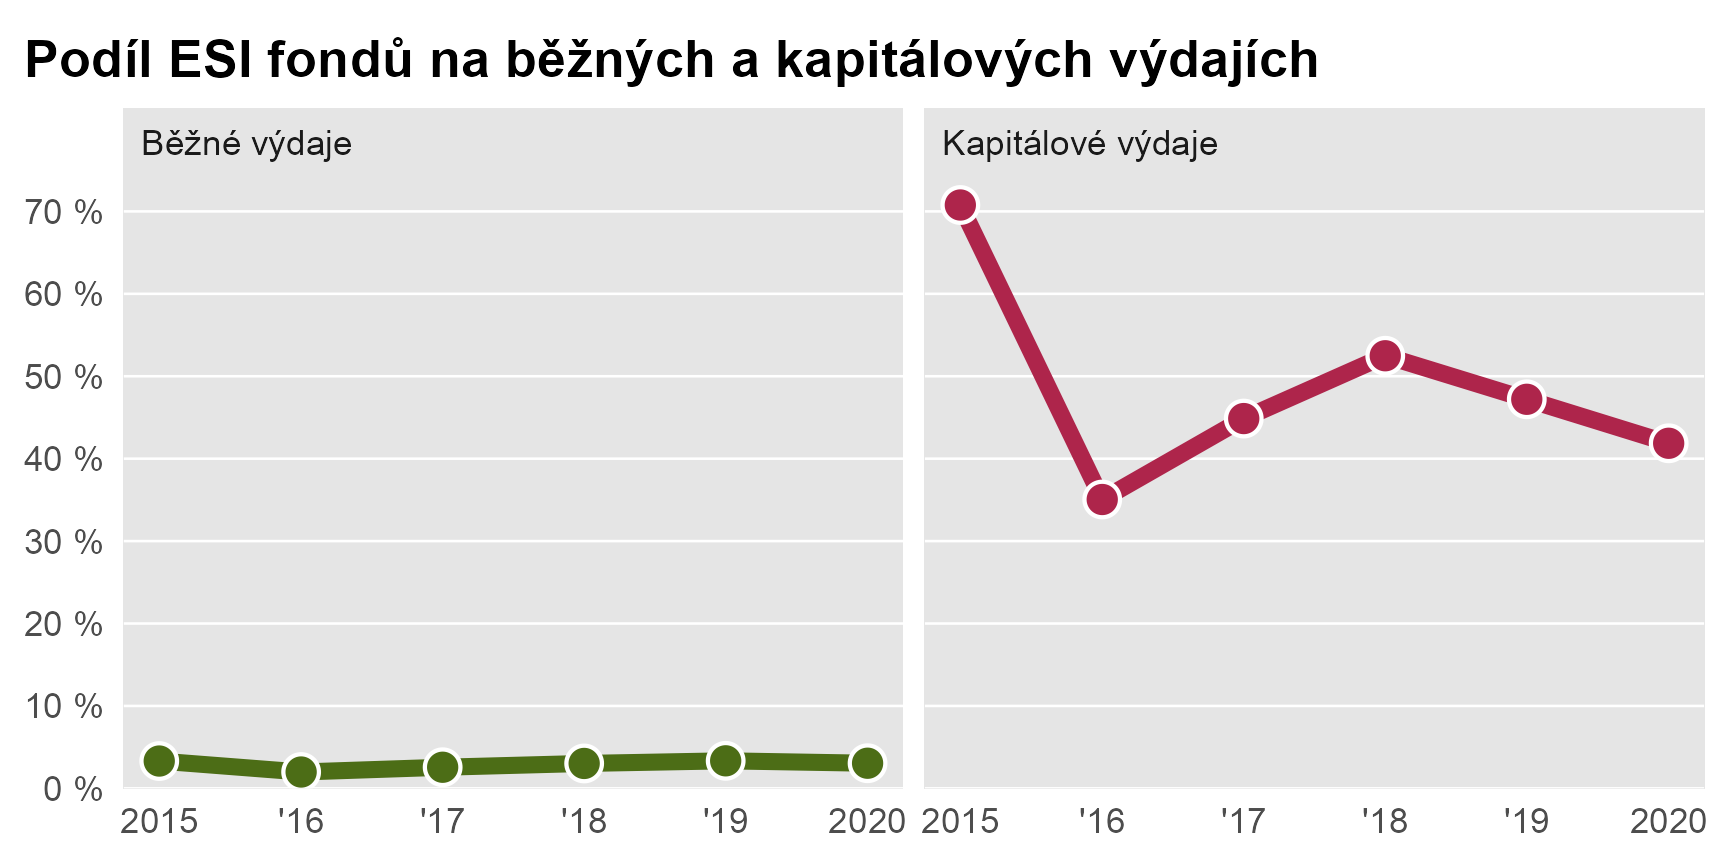 Podíl ESI fondů na běžných a kapitálových výdajích
Běžné výdaje
Kapitálové výdaje
70 %
60 %
50 %
40 %
30 %
20 %
10 %
0 %
2015 '16 '17 '18 '19 2020
2015 '16 '17 '18 '19 2020